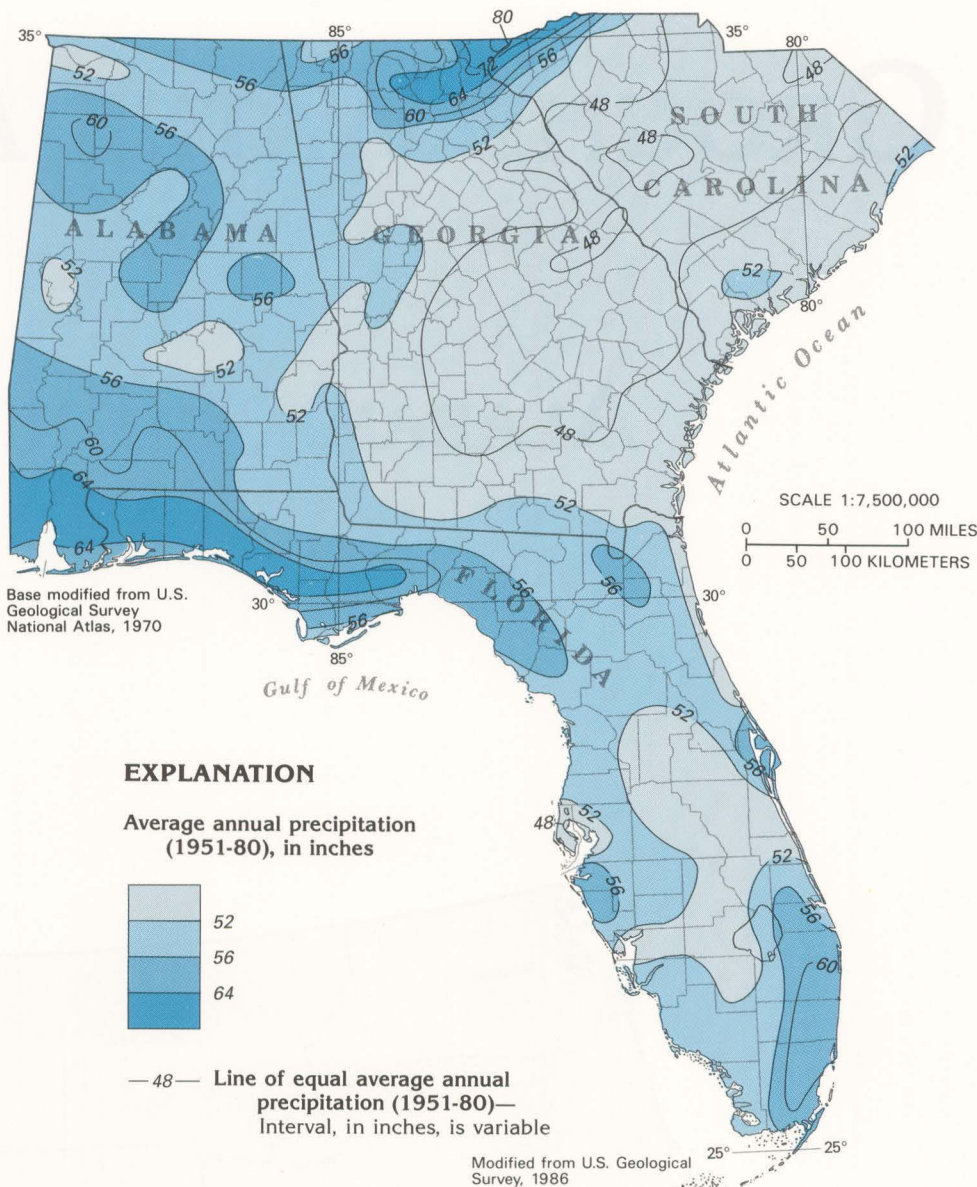 80
35°
85°
56
80°
35°
80°
52
56
72
56
48
64
60
48
SOUTH
60
56
52
48
52
CAROLINA
ALABAMA
GEORGIA
48
52
56
52
80°
52
56
52
Atlantic Ocean
60
48
64
52
SCALE 1:7,500,000
0 50 100 MILES
0 50 100 KILOMETERS
64
56
56
FLORIDA
Base modified from U.S.
Geological Survey
National Atlas, 1970
30°
30°
56
85°
Gulf of Mexico
52
56
EXPLANATION
Average annual precipitation
(1951-80), in inches
52
48
52
56
56
52
56
60
64
—48— Line of equal average annual
precipitation (1951-80)—
Interval, in inches, is variable
25°
25°
Modified from U.S. Geological
Survey, 1986